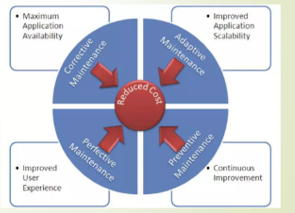 • Maximum
Application
Availability
• Improved
Application
Scalability
Corrective
Maintenance
Adaptive
Maintenance
Reduced Cost
Perfective
Maintenance
Preventive
Maintenance
• Improved
User
Experience
• Continuous
Improvement